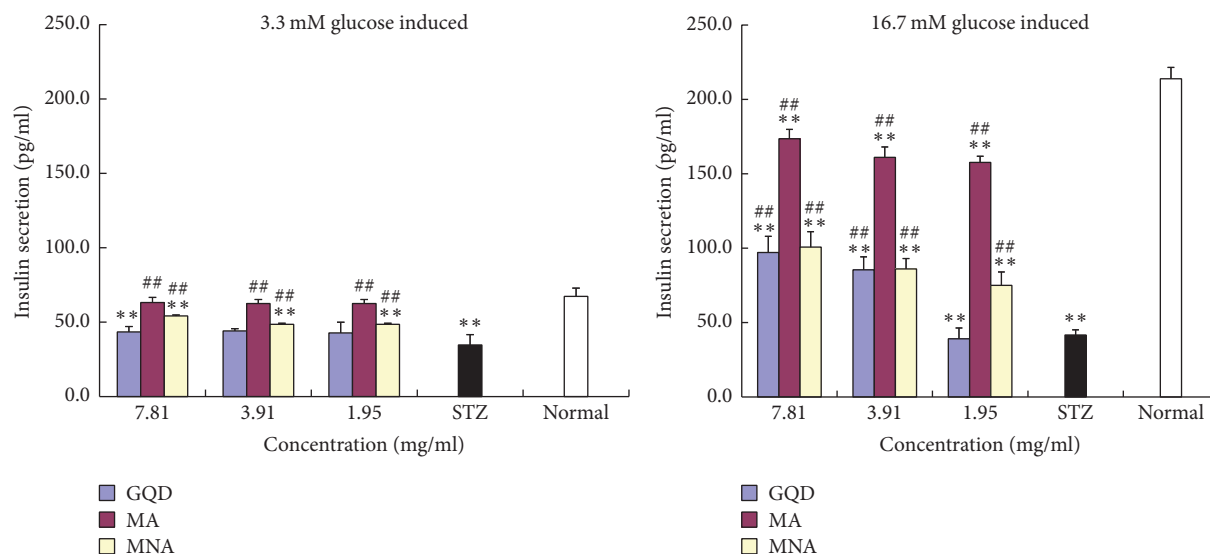 3.3 mM glucose induced
Insulin secretion (pg/ml)
250.0
200.0
150.0
100.0
50.0
0.0
**
##
##
**
##
##
**
##
##
**
**
7.81
3.91
1.95
STZ
Normal
Concentration (mg/ml)
GQD
MA
MNA
16.7 mM glucose induced
Insulin secretion (pg/ml)
250.0
200.0
150.0
100.0
50.0
0.0
##
**
##
**
##
**
##
**
##
**
##
**
**
##
**
##
**
**
7.81
3.91
1.95
STZ
Normal
Concentration (mg/ml)
GQD
MA
MNA